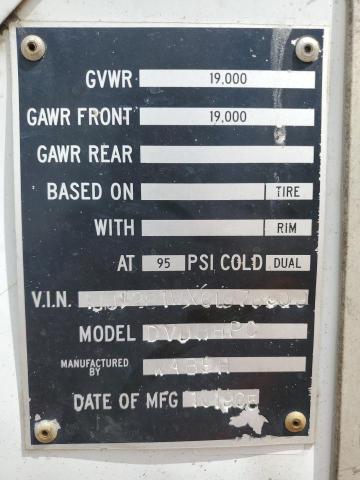 GVWR 19,000
GAWR FRONT 19,000
GAWR REAR
BASED ON TIRE
WITH RIM
AT 95 PSI COLD DUAL
V.I.N.
MODEL
MANUFACTURED BY
DATE OF MFG